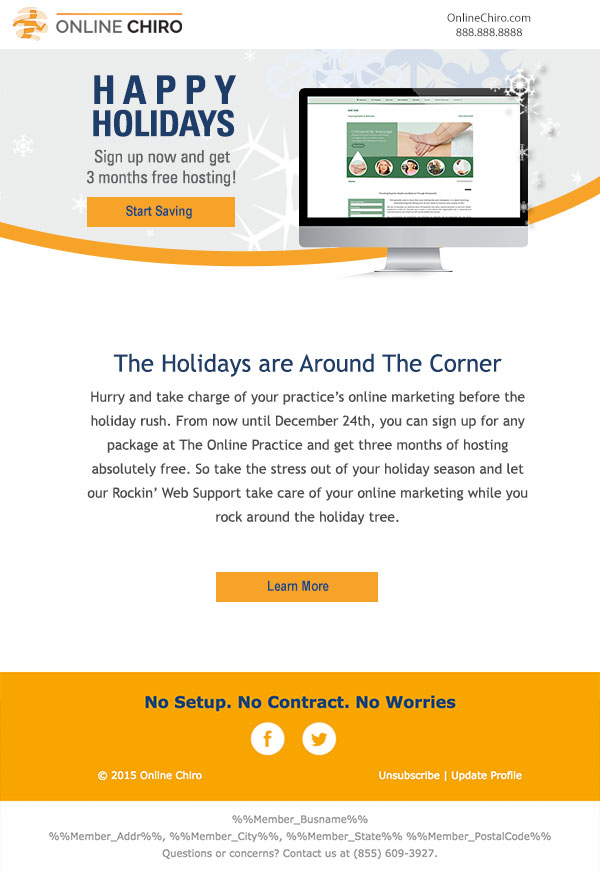 ONLINE CHIRO
OnlineChiro.com
888.888.8888
HAPPY
HOLIDAYS
Sign up now and get
3 months free hosting!
Start Saving
Chiropractic Massage
The Holidays are Around The Corner
Hurry and take charge of your practice’s online marketing before the
holiday rush. From now until December 24th, you can sign up for any
package at The Online Practice and get three months of hosting
absolutely free. So take the stress out of your holiday season and let
our Rockin’ Web Support take care of your online marketing while you
rock around the holiday tree.
Learn More
No Setup. No Contract. No Worries
© 2015 Online Chiro
Unsubscribe | Update Profile
%%Member_Busname%%
%%Member_Addr%%, %%Member_City%%, %%Member_State%% %%Member_PostalCode%%
Questions or concerns? Contact us at (855) 609-3927.